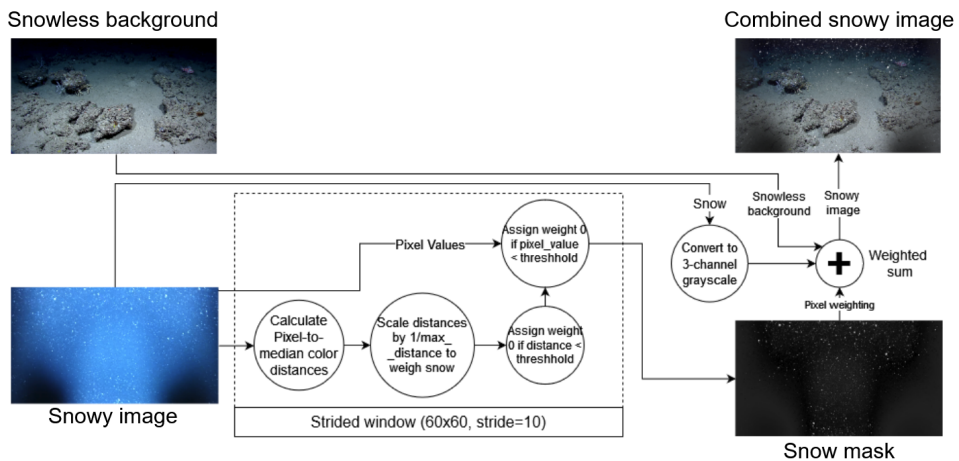 Snowless background
Combined snowy image
Snowless
background
Snowy
image
Snow
Pixel Values
Assign weight 0
if pixel_value
< threshhold
Convert to
3-channel
grayscale
+
Weighted
sum
Pixel weighting
Calculate
Pixel-to-
median color
distances
Scale distances
by 1/max_
_distance to
weigh snow
Assign weight
0 if distance <
threshhold
Snowy image
Strided window (60x60, stride=10)
Snow mask